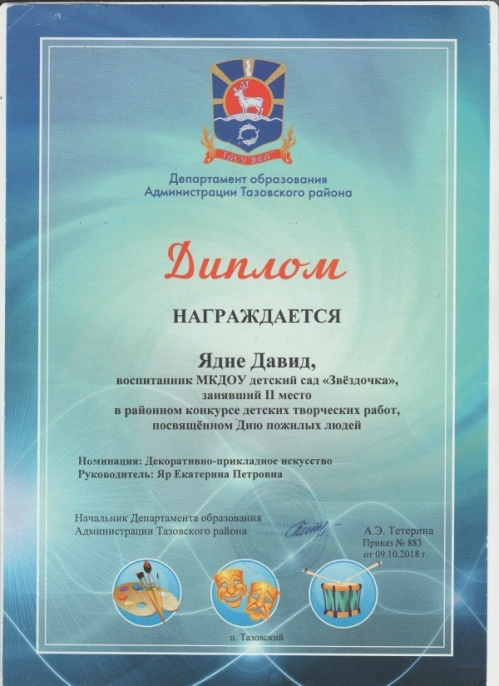 Департамент образования
Администрации Тазовского района
Диплом
НАГРАЖДАЕТСЯ
Ядне Давид,
воспитанник МКДОУ детский сад «Звёздочка»,
занявший II место
в районном конкурсе детских творческих работ,
посвящённом Дню пожилых людей
Номинация: Декоративно-прикладное искусство
Руководитель: Яр Екатерина Петровна
Начальник Департамента образования
Администрации Тазовского района
А.Э. Тетерина
Приказ № 883
от 09.10.2018 г.
п. Тазовский